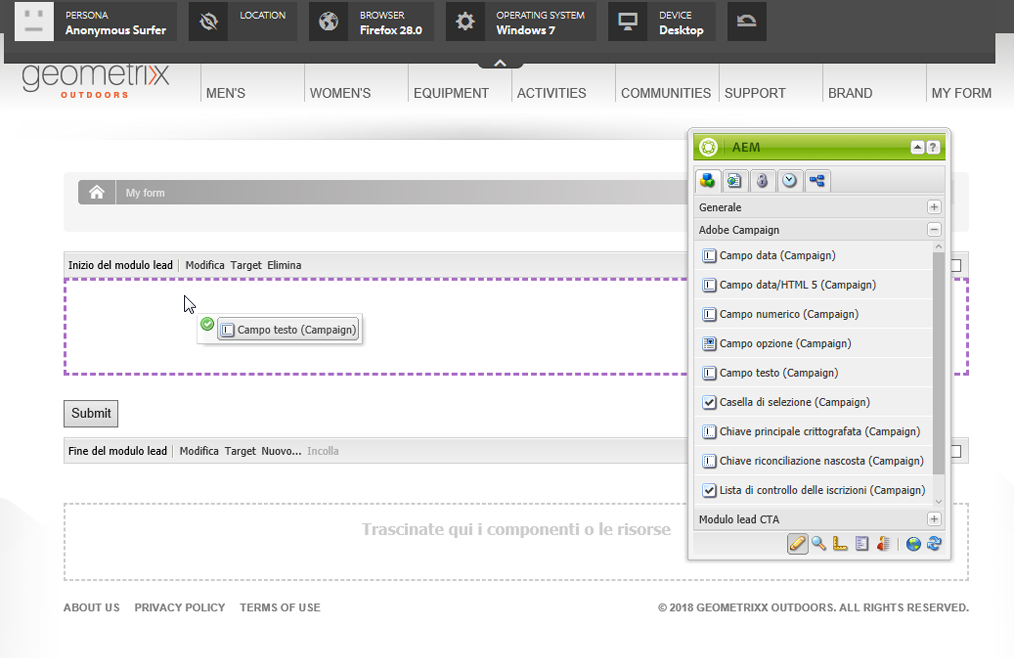 PERSONA
Anonymous Surfer
LOCATION
BROWSER
Firefox 28.0
OPERATING SYSTEM
Windows 7
DEVICE
Desktop
geometrixx
OUTDOORS
MEN'S
WOMEN'S
EQUIPMENT
ACTIVITIES
COMMUNITIES
SUPPORT
BRAND
MY FORM
My form
Inizio del modulo lead
Modifica Target Elimina
Campo testo (Campaign)
Submit
Fine del modulo lead
Modifica Target Nuovo... Incolla
Trascinate qui i componenti o le risorse
AEM
?
Generale
Adobe Campaign
Campo data (Campaign)
Campo data/HTML 5 (Campaign)
Campo numerico (Campaign)
Campo opzione (Campaign)
Campo testo (Campaign)
Casella di selezione (Campaign)
Chiave principale crittografata (Campaign)
Chiave riconciliazione nascosta (Campaign)
Lista di controllo delle iscrizioni (Campaign)
Modulo lead CTA
ABOUT US PRIVACY POLICY TERMS OF USE
© 2018 GEOMETRIXX OUTDOORS. ALL RIGHTS RESERVED.